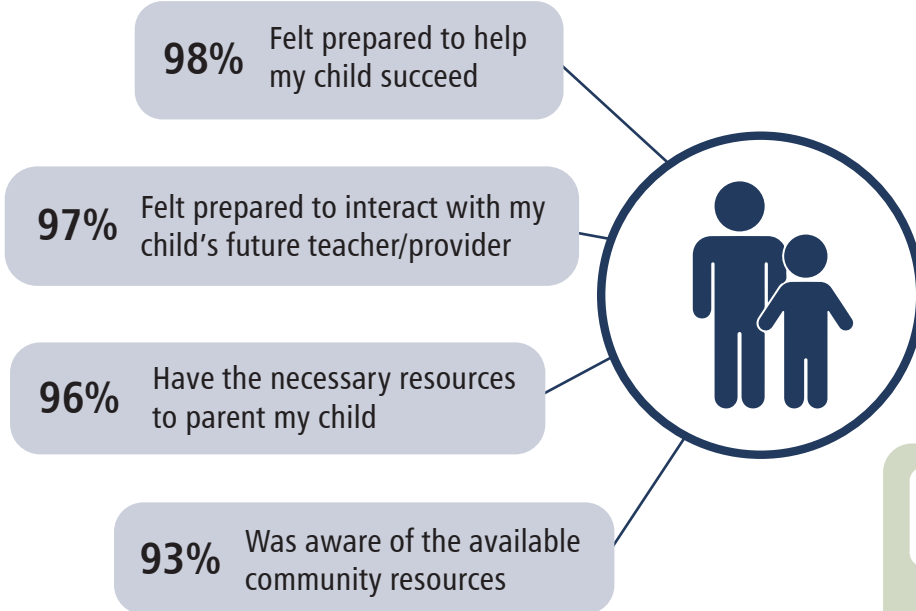 98% Felt prepared to help
my child succeed
97% Felt prepared to interact with my
child's future teacher/provider
96% Have the necessary resources
to parent my child
93% Was aware of the available
community resources